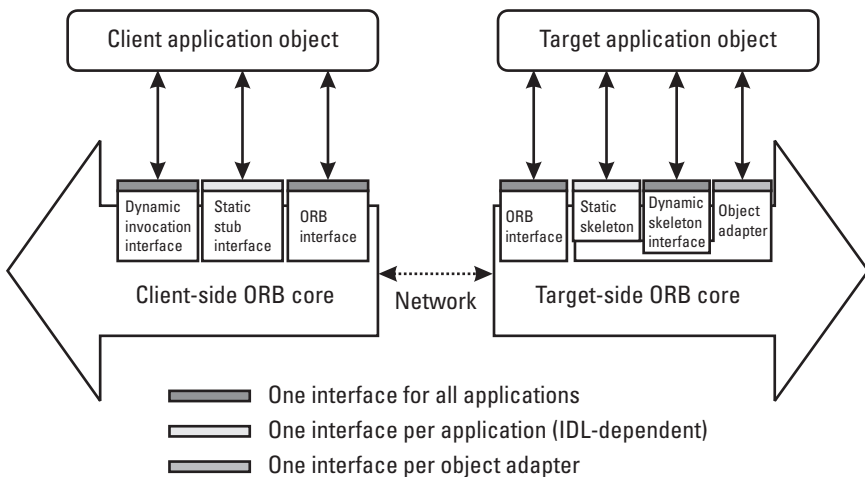 Client application object
Target application object
Dynamic
invocation
interface
Static
stub
interface
ORB
interface
ORB
interface
Static
skeleton
Dynamic
skeleton
interface
Object
adapter
Client-side ORB core
Network
Target-side ORB core
One interface for all applications
One interface per application (IDL-dependent)
One interface per object adapter